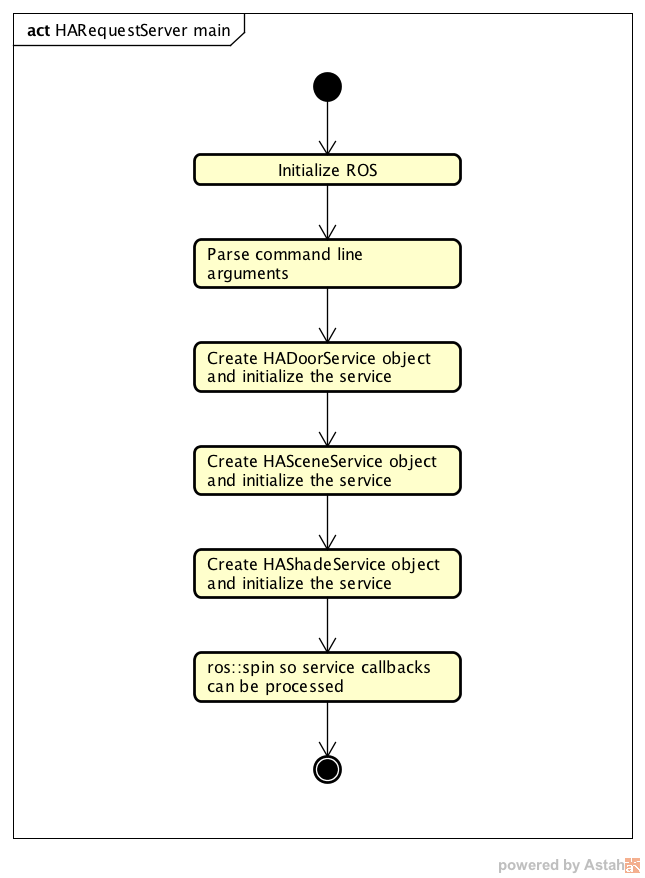 act HARequestServer main
Initialize ROS
Parse command line
arguments
Create HADoorService object
and initialize the service
Create HASceneService object
and initialize the service
Create HAShadeService object
and initialize the service
ros::spin so service callbacks
can be processed
powered by Astah